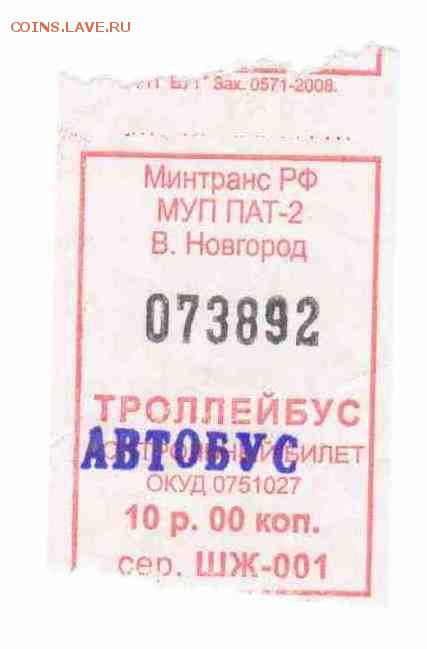 COINS.LAVE.RU
Зак. 0571-2008.
Минтранс РФ
МУП ПАТ-2
В. Новгород
073892
ТРОЛЛЕЙБУС
АВТОБУС
БИЛЕТ
ОКУД 0751027
10 р. 00 коп.
сер. ШЖ-001